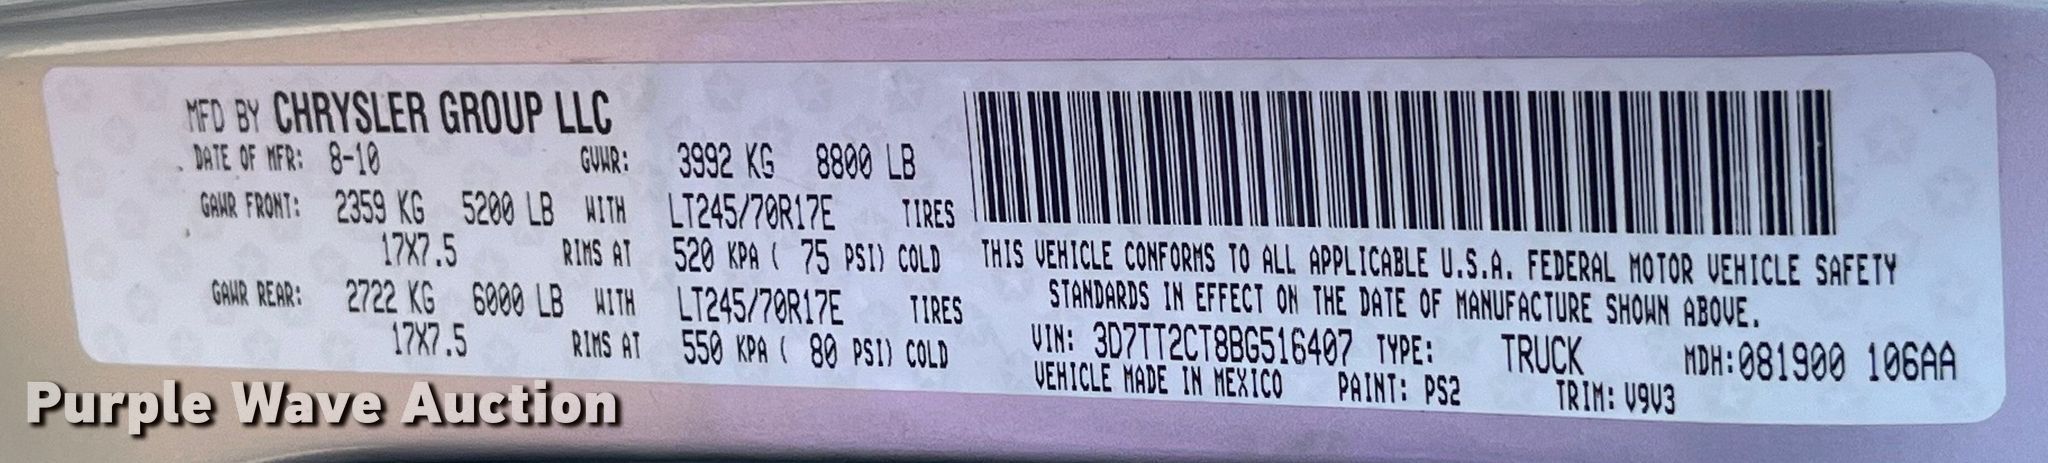 MFD BY CHRYSLER GROUP LLC
DATE OF MFR: 8-10 GVWR: 3992 KG 8800 LB
GAWR FRONT: 2359 KG 5200 LB WITH LT245/70R17E TIRES
17X7.5 RIMS AT 520 KPA ( 75 PSI) COLD
GAWR REAR: 2722 KG 6000 LB WITH LT245/70R17E TIRES
17X7.5 RIMS AT 550 KPA ( 80 PSI) COLD
THIS VEHICLE CONFORMS TO ALL APPLICABLE U.S.A. FEDERAL MOTOR VEHICLE SAFETY
STANDARDS IN EFFECT ON THE DATE OF MANUFACTURE SHOWN ABOVE.
VIN: 3D7TT2CT8BG516407 TYPE: TRUCK MDH:081900 106AA
VEHICLE MADE IN MEXICO PAINT: PS2 TRIM: V9V3
Purple Wave Auction